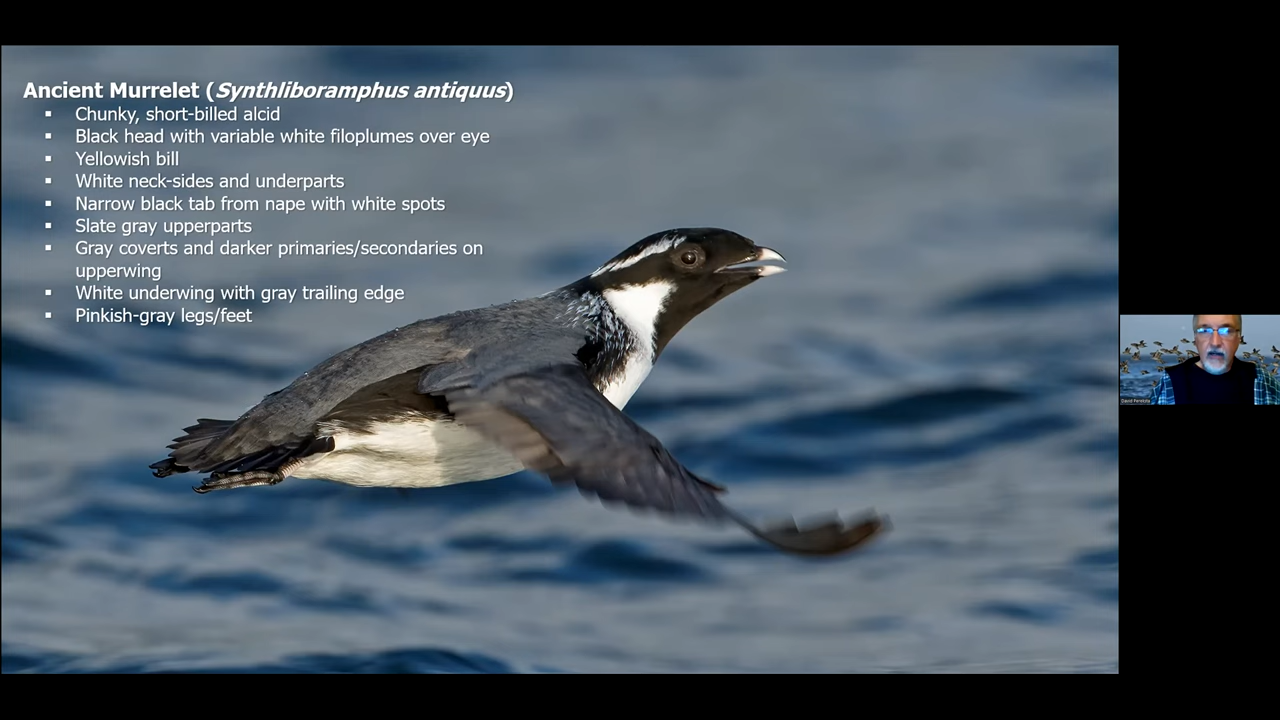 Ancient Murrelet (Synthliboramphus antiquus)
▪ Chunky, short-billed alcid
▪ Black head with variable white filoplumes over eye
▪ Yellowish bill
▪ White neck-sides and underparts
▪ Narrow black tab from nape with white spots
▪ Slate gray upperparts
▪ Gray coverts and darker primaries/secondaries on
upperwing
▪ White underwing with gray trailing edge
▪ Pinkish-gray legs/feet
David